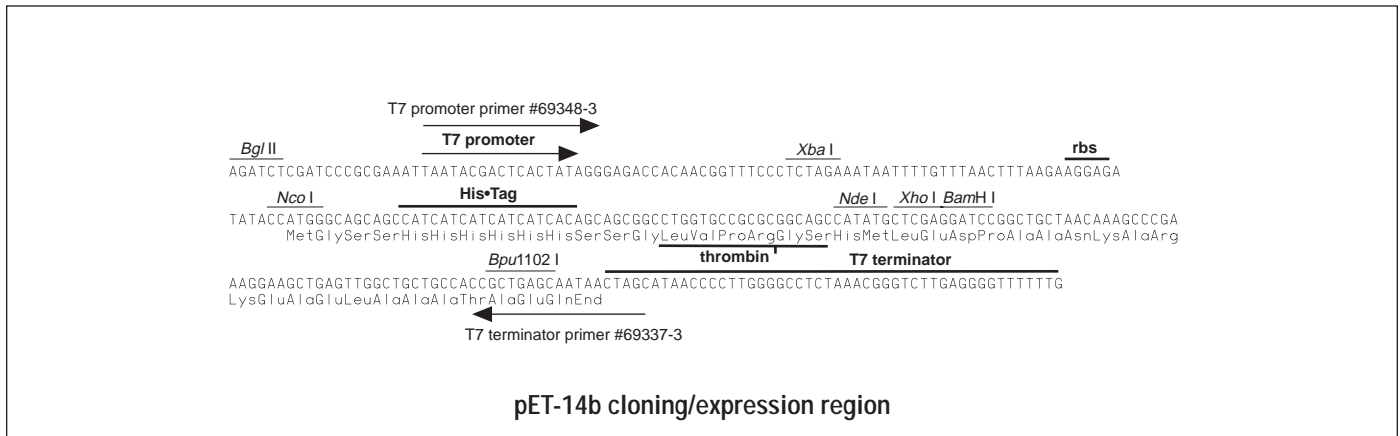 T7 promoter primer #69348-3
Bgl II T7 promoter Xba I rbs
AGATCTCGATCCCGCGAAATTAATACGACTCACTATAGGGAGACCACAACGGTTTCCCTCTAGAAATAATTTTGTTTAACTTTAAGAAGGAGA
Nco I His•Tag Nde I Xho I BamH I
TATACCATGGGCAGCAGCCATCATCATCATCATCACAGCAGCGGCCTGGTGCCGCGCGGCAGCCATATGCTCGAGGATCCGGCTGCTAACAAAGCCCGA
MetGlySerSerHisHisHisHisHisHisSerSerGlyLeuValProArgGlySerHisMetLeuGluAspProAlaAlaAsnLysAlaArg
Bpu1102 I thrombin T7 terminator
AAGGAAGCTGAGTTGGCTGCTGCCACCGCTGAGCAATAACTAGCATAACCCCTTGGGGCCTCTAAACGGGTCTTGAGGGGTTTTTTG
LysGluAlaGluLeuAlaAlaAlaThrAlaGluGlnEnd
T7 terminator primer #69337-3
pET-14b cloning/expression region